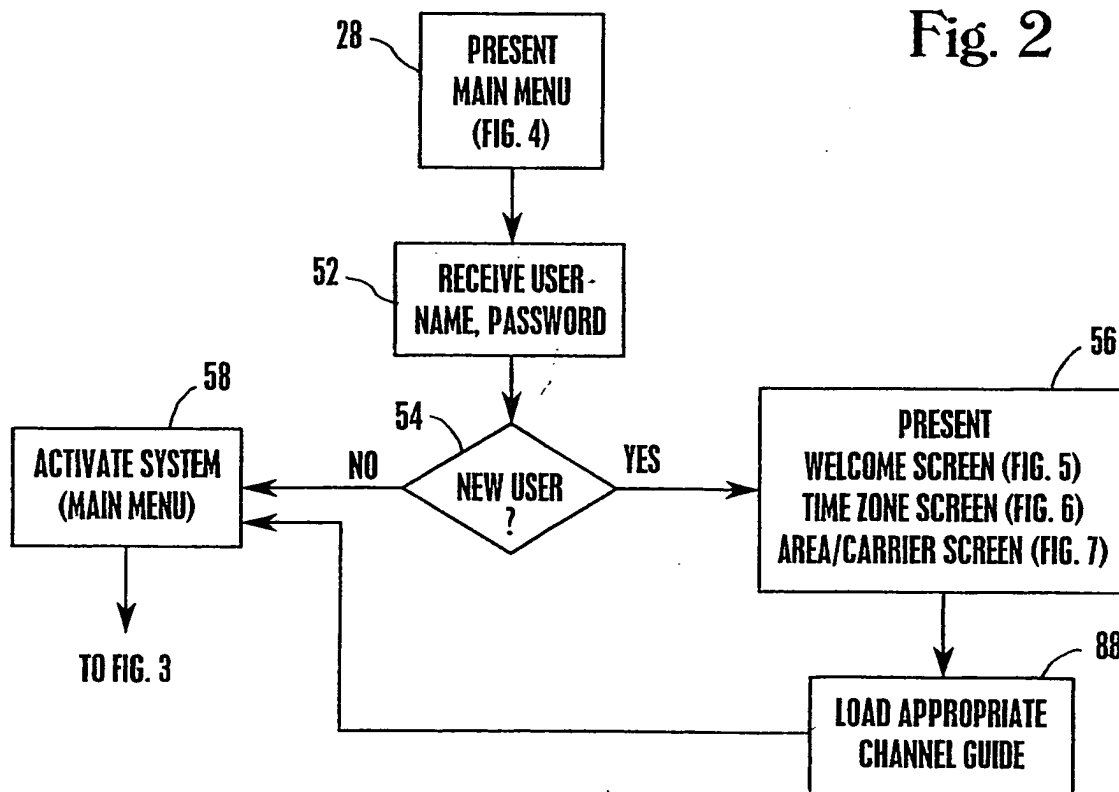 Fig. 2
28
PRESENT
MAIN MENU
(FIG. 4)
52
RECEIVE USER
NAME, PASSWORD
54
NEW USER
?
NO
YES
58
ACTIVATE SYSTEM
(MAIN MENU)
TO FIG. 3
56
PRESENT
WELCOME SCREEN (FIG. 5)
TIME ZONE SCREEN (FIG. 6)
AREA/CARRIER SCREEN (FIG. 7)
88
LOAD APPROPRIATE
CHANNEL GUIDE